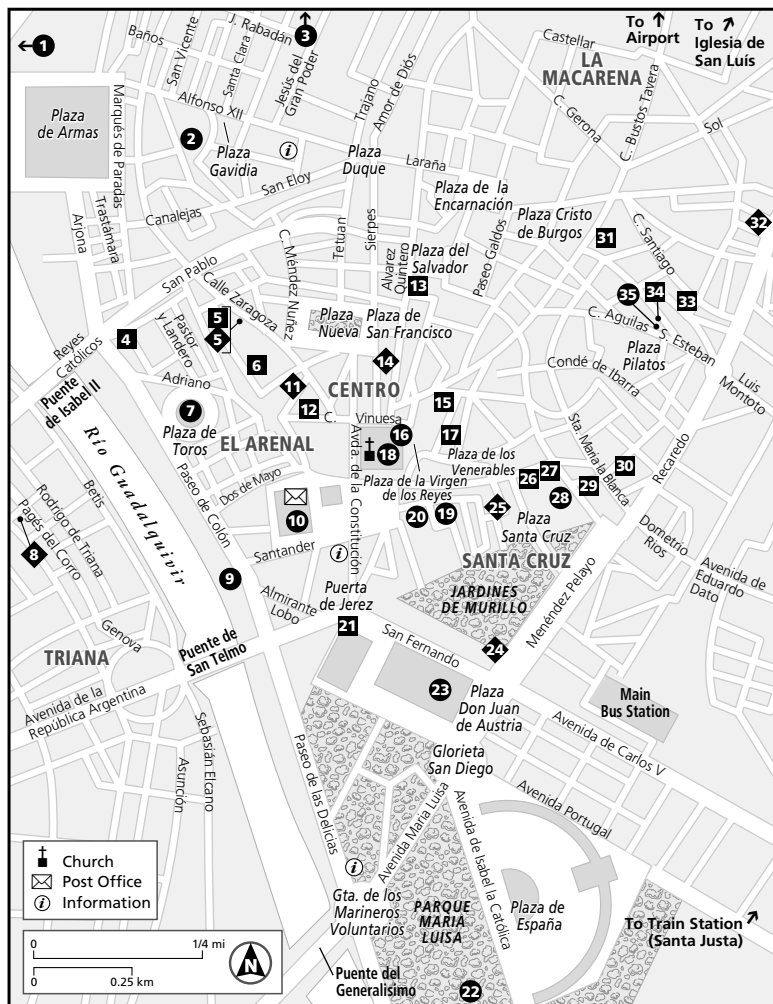 1
J. Rabadán
3
To
Airport
To
Iglesia de
San Luís
Baños
San Vicente
Santa Clara
Jesús del
Gran Poder
Trajano
Amor de Diós
Castellar
LA
MACARENA
C. Gerona
C. Bustos Tavera
Sol
Plaza
de Armas
Marqués de Paradas
Alfonso XII
2
Plaza
Gavidia
i
Plaza
Duque
Laraña
San Eloy
Plaza de la
Encarnación
Canalejas
Trastámara
Arjona
Plaza Cristo
de Burgos
31
32
C. Santiago
San Pablo
C. Méndez Nuñez
Tetuan
Sierpes
Alvarez
Quintero
Plaza del
Salvador
13
Paseo Galdos
35
34
33
Calle Zaragoza
Plaza
Nueva
Plaza de
San Francisco
C. Aguilas
S. Esteban
Plaza
Pilatos
4
Pastor
y Landero
5
5
6
Reyes
Católicos
14
Condé de Ibarra
Luis
Montoto
Puente
de Isabel II
Adriano
11
CENTRO
12
C. Vinuesa
15
7
Plaza de
Toros
EL ARENAL
16
17
18
Plaza de los
Venerables
Sta. Maria la Blanca
Recaredo
30
26
27
28
29
Río Guadalquivir
Paseo de Colón
Dos de Mayo
Avda. de la Constitución
Plaza de la Virgen
de los Reyes
10
20
19
25
Plaza
Santa Cruz
Betis
Rodrigo de Triana
Pagés del Corro
8
Santander
i
SANTA CRUZ
Dometrio
Rios
Avenida de
Eduardo
Dato
9
Almirante
Lobo
Puerta
de Jerez
JARDINES
DE MURILLO
Menéndez Pelayo
21
San Fernando
24
Genova
TRIANA
Puente de
San Telmo
23
Plaza
Don Juan
de Austria
Main
Bus Station
Avenida de la
República Argentina
Sebasián Elcano
Asunción
Paseo de las Delicias
Glorieta
San Diego
Avenida de Carlos V
Avenida Portugal
Avenida Maria Luisa
Avenida de Isabel la Católica
Church
Post Office
i Information
i
Gta. de los
Marineros
Voluntarios
PARQUE
MARIA
LUISA
Plaza de
España
To Train Station
(Santa Justa)
0 1/4 mi
0 0.25 km
N
Puente del
Generalisimo
22